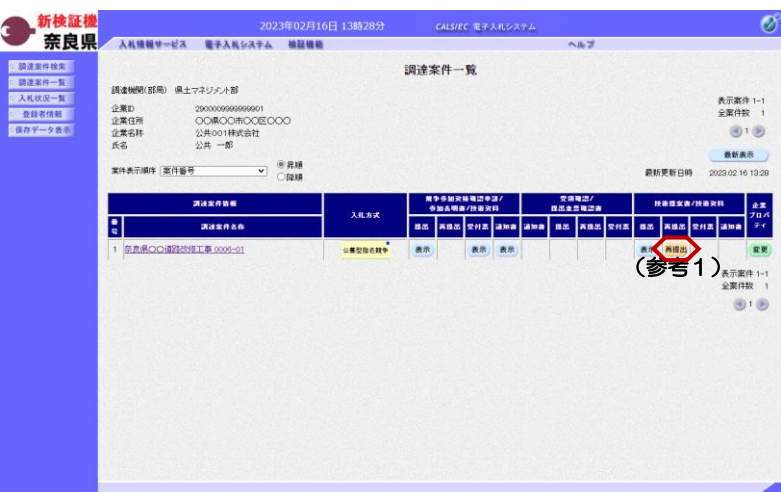 新検証機
奈良県
2023年02月16日 13時28分
CALS/EC 電子入札システム
入札情報サービス 電子入札システム 検証機能 ヘルプ
調達案件検索
調達案件一覧
入札状況一覧
登録者情報
保存データ表示
調達案件一覧
調達機関(部局) 県土マネジメント部
企業ID 2900009999999901
企業住所 〇〇県〇〇市〇〇区〇〇〇
企業名称 公共001株式会社
氏名 公共 一郎
表示案件 1-1
全案件数 1
1
最新表示
案件表示順序 案件番号
昇順
降順
最新更新日時 2023.02.16 13:28
調達案件情報
入札方式
競争参加資格確認申請/
参加表明書/技術資料
受領確認/
提出意思確認書
技術提案書/技術資料
企業
プロパ
ティ
番
号
調達案件名称
提出 再提出 受付票 通知書 通知書 提出 再提出 受付票 提出 再提出 受付票 通知書
1 奈良県〇〇道路改修工事 0006-01 公募型指名競争 表示 表示 表示 表示 再提出 変更
(参考1)
表示案件 1-1
全案件数 1
1